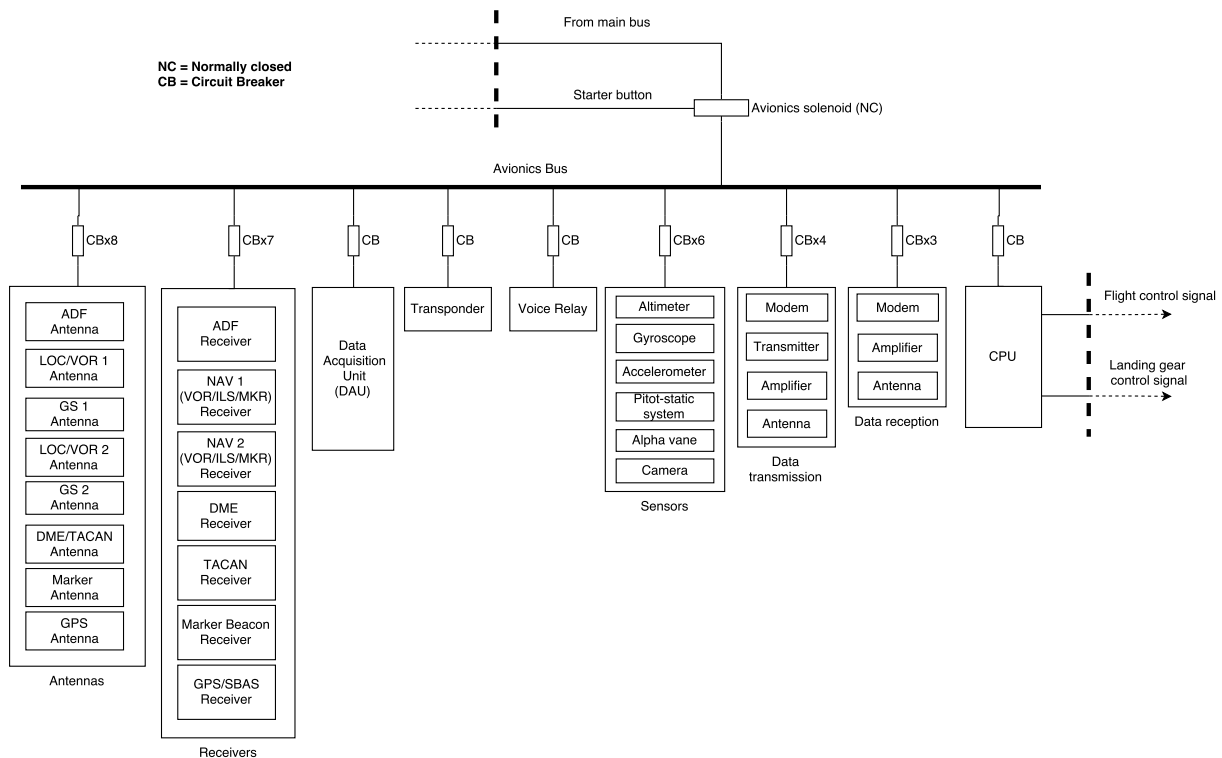 From main bus
NC = Normally closed
CB = Circuit Breaker
Starter button
Avionics solenoid (NC)
Avionics Bus
CBx8
CBx7
CB
CB
CB
CBx6
CBx4
CBx3
CB
ADF
Antenna
LOC/VOR 1
Antenna
GS 1
Antenna
LOC/VOR 2
Antenna
GS 2
Antenna
DME/TACAN
Antenna
Marker
Antenna
GPS
Antenna
Antennas
ADF
Receiver
NAV 1
(VOR/ILS/MKR)
Receiver
NAV 2
(VOR/ILS/MKR)
Receiver
DME
Receiver
TACAN
Receiver
Marker Beacon
Receiver
GPS/SBAS
Receiver
Receivers
Data
Acquisition
Unit
(DAU)
Transponder
Voice Relay
Altimeter
Gyroscope
Accelerometer
Pitot-static
system
Alpha vane
Camera
Sensors
Modem
Transmitter
Amplifier
Antenna
Data
transmission
Modem
Amplifier
Antenna
Data reception
CPU
Flight control signal
Landing gear
control signal